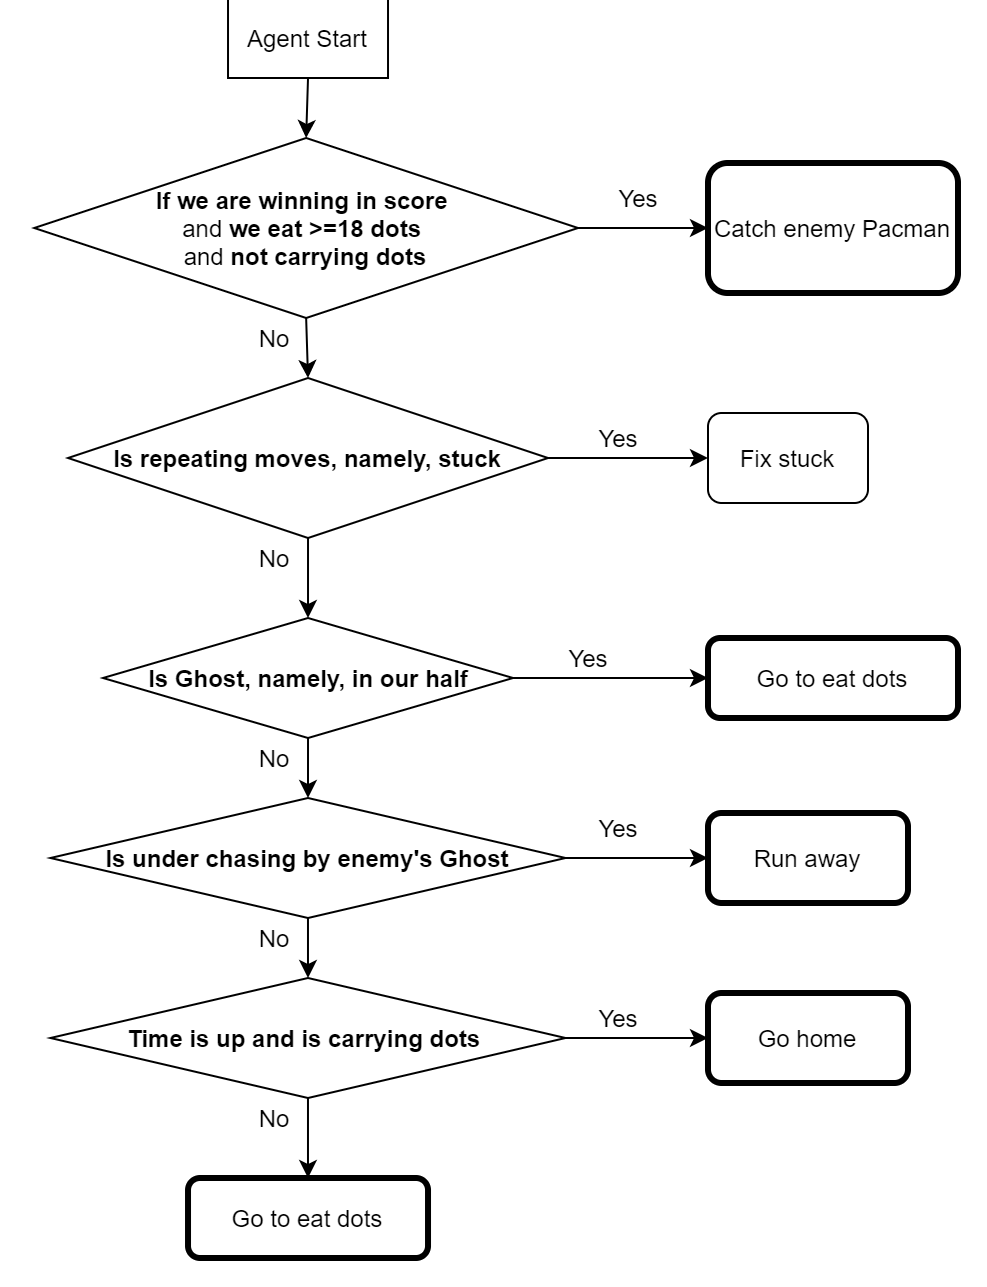 Agent Start
If we are winning in score
and we eat >=18 dots
and not carrying dots
Yes
Catch enemy Pacman
No
Is repeating moves, namely, stuck
Yes
Fix stuck
No
Is Ghost, namely, in our half
Yes
Go to eat dots
No
Is under chasing by enemy's Ghost
Yes
Run away
No
Time is up and is carrying dots
Yes
Go home
No
Go to eat dots